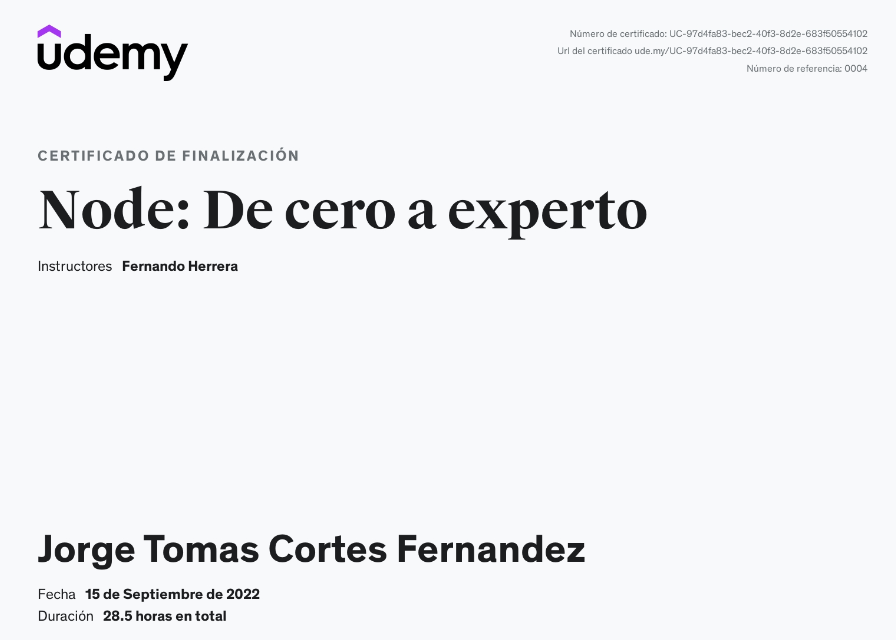 udemy
Número de certificado: UC-97d4fa83-bec2-40f3-8d2e-683f50554102
Url del certificado ude.my/UC-97d4fa83-bec2-40f3-8d2e-683f50554102
Número de referencia: 0004
CERTIFICADO DE FINALIZACIÓN
Node: De cero a experto
Instructores Fernando Herrera
Jorge Tomas Cortes Fernandez
Fecha 15 de Septiembre de 2022
Duración 28.5 horas en total